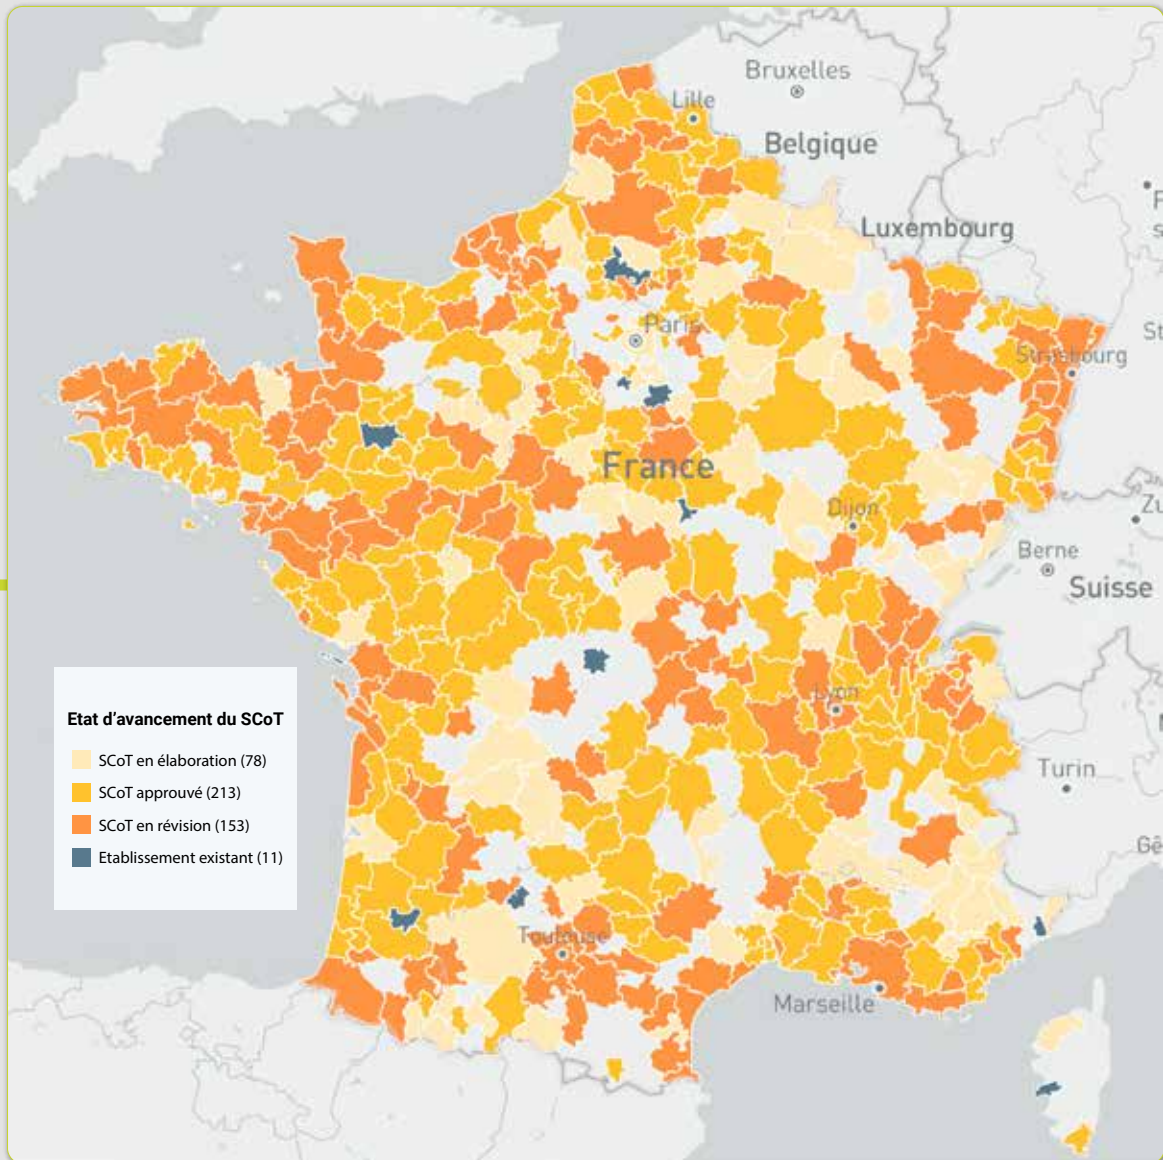 Bruxelles
Lille
Belgique
Luxembourg
Paris
Strasbourg
France
Dijon
Berne
Suisse
Lyon
Turin
Toulouse
Marseille
Etat d’avancement du SCoT
SCoT en élaboration (78)
SCoT approuvé (213)
SCoT en révision (153)
Etablissement existant (11)